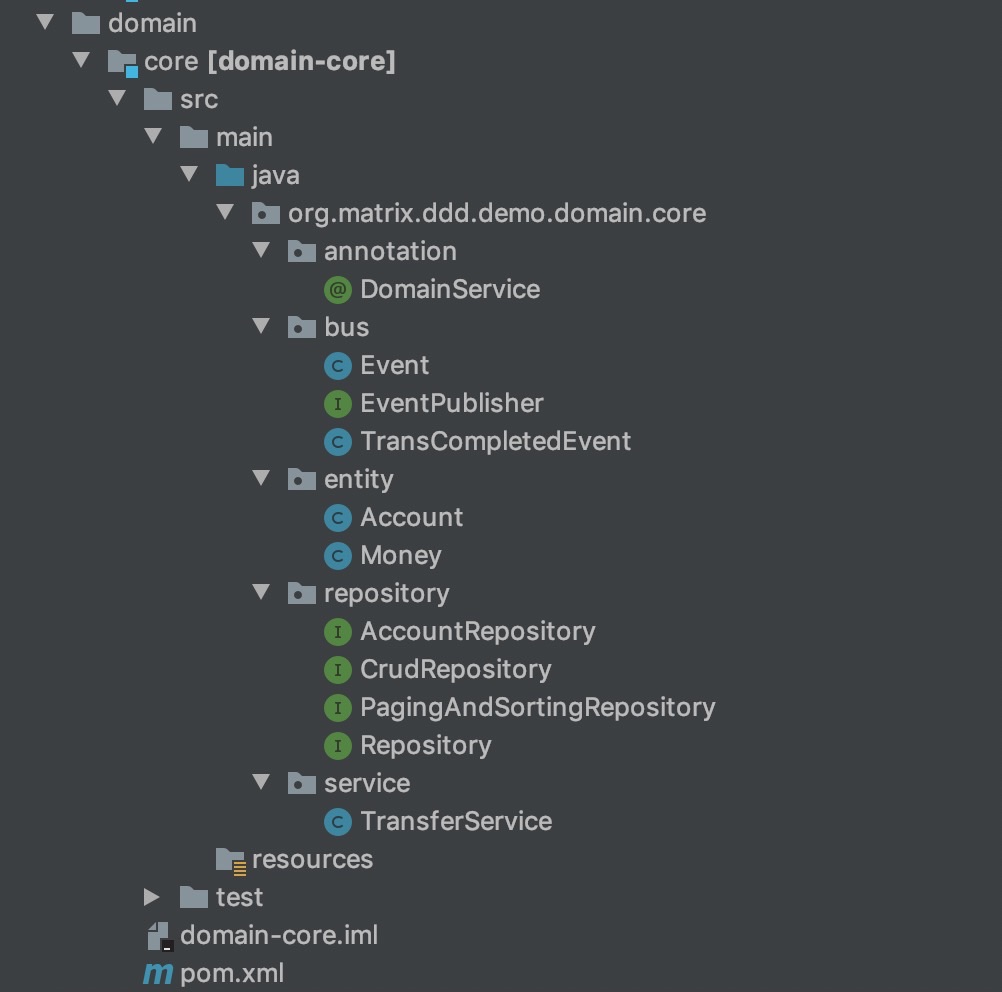 domain
core [domain-core]
src
main
java
org.matrix.ddd.demo.domain.core
annotation
DomainService
bus
Event
EventPublisher
TransCompletedEvent
entity
Account
Money
repository
AccountRepository
CrudRepository
PagingAndSortingRepository
Repository
service
TransferService
resources
test
domain-core.iml
pom.xml